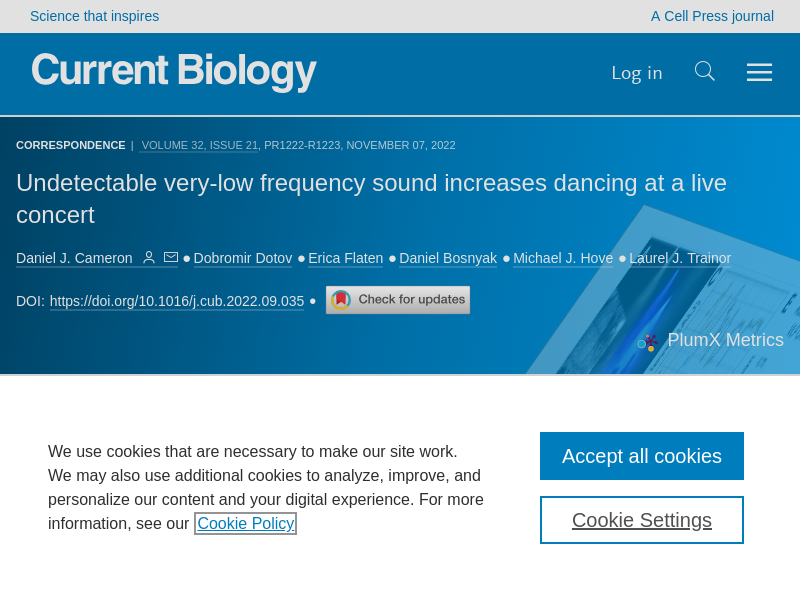 Science that inspires
A Cell Press journal
Current Biology
Log in
CORRESPONDENCE | VOLUME 32, ISSUE 21, PR1222-R1223, NOVEMBER 07, 2022
Undetectable very-low frequency sound increases dancing at a live
concert
Daniel J. Cameron ● Dobromir Dotov ● Erica Flaten ● Daniel Bosnyak ● Michael J. Hove ● Laurel J. Trainor
DOI: https://doi.org/10.1016/j.cub.2022.09.035 ● Check for updates
PlumX Metrics
We use cookies that are necessary to make our site work.
We may also use additional cookies to analyze, improve, and
personalize our content and your digital experience. For more
information, see our Cookie Policy
Accept all cookies
Cookie Settings